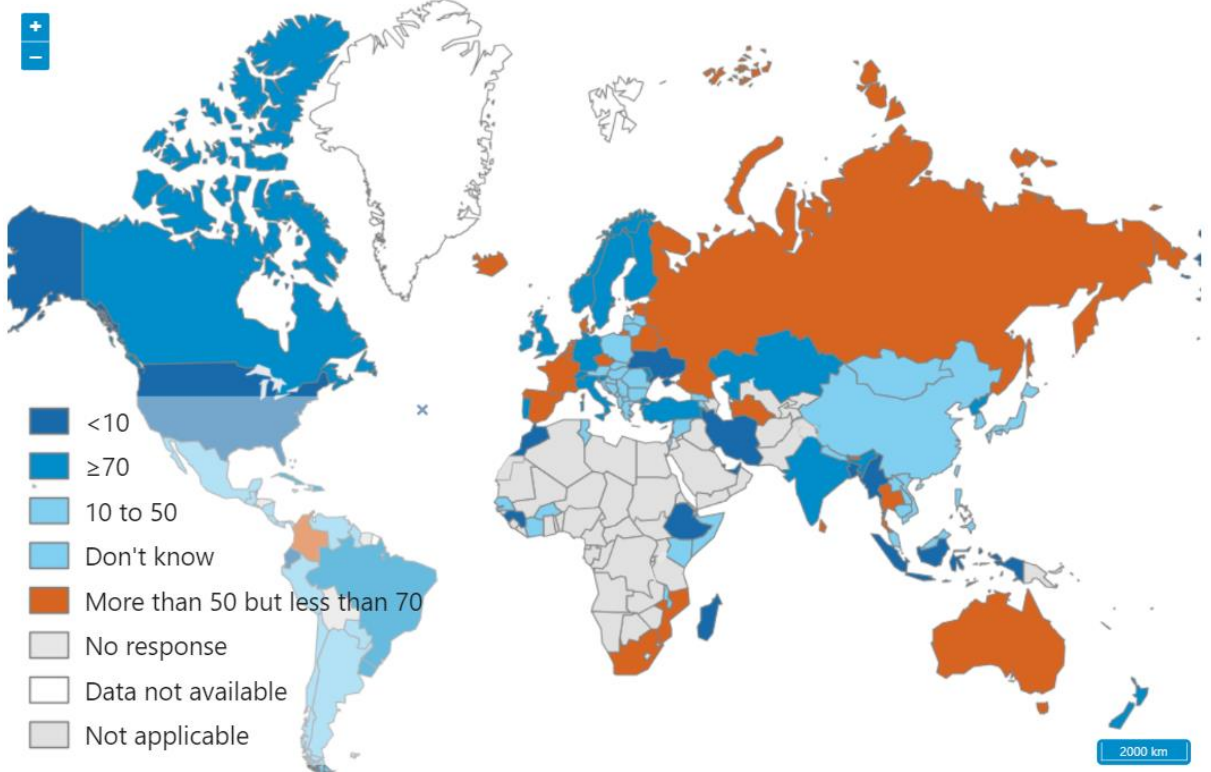 +
−
<10
≥70
10 to 50
Don't know
More than 50 but less than 70
No response
Data not available
Not applicable
2000 km